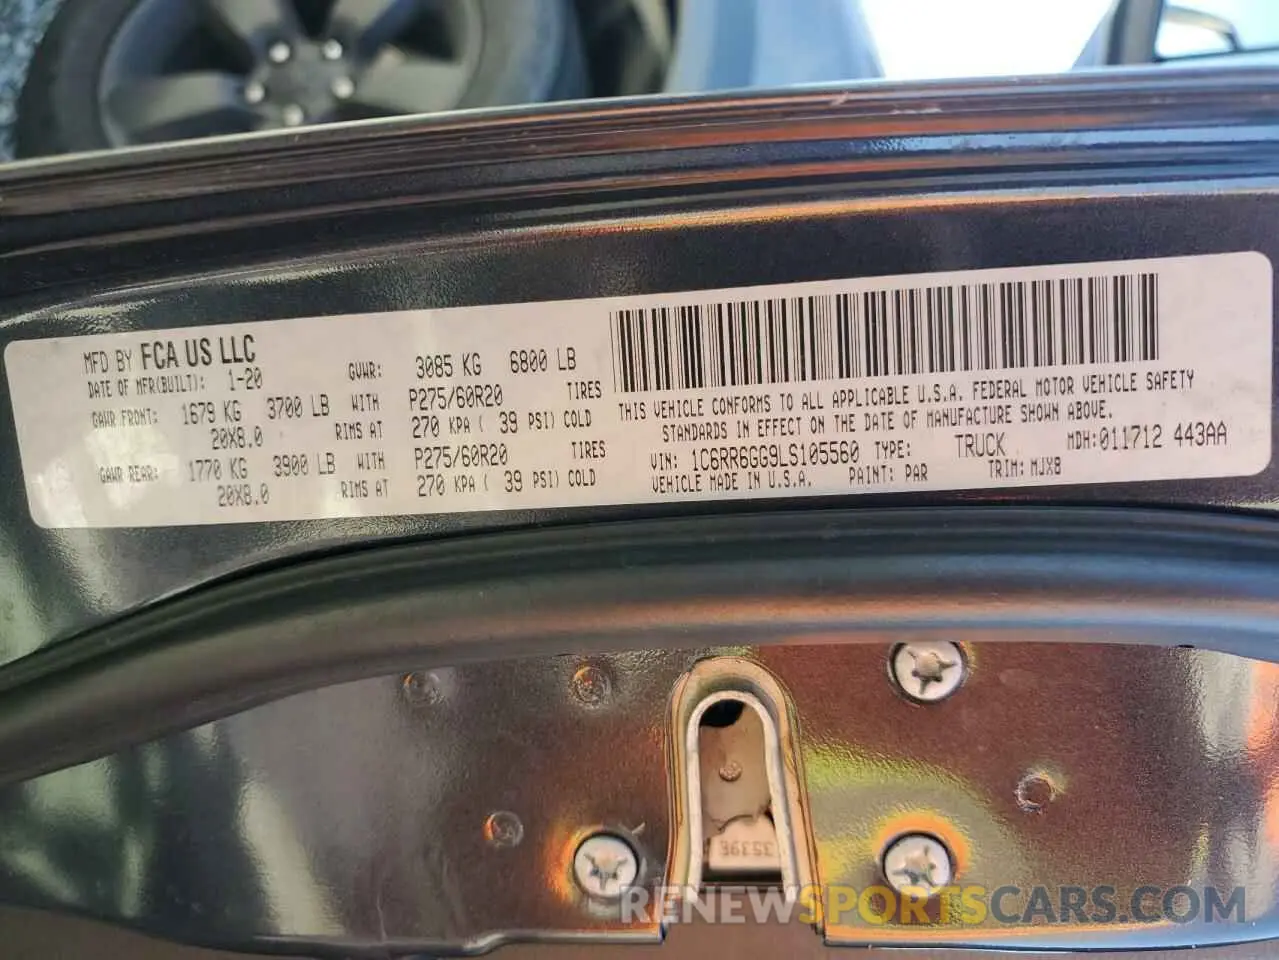 MFD BY FCA US LLC
DATE OF MFR(BUILT): 1-20 GVWR: 3085 KG 6800 LB
GAWR FRONT: 1679 KG 3700 LB WITH P275/60R20 TIRES
20X8.0 RIMS AT 270 KPA ( 39 PSI) COLD
GAWR REAR: 1770 KG 3900 LB WITH P275/60R20 TIRES
20X8.0 RIMS AT 270 KPA ( 39 PSI) COLD
THIS VEHICLE CONFORMS TO ALL APPLICABLE U.S.A. FEDERAL MOTOR VEHICLE SAFETY
STANDARDS IN EFFECT ON THE DATE OF MANUFACTURE SHOWN ABOVE.
VIN: 1C6RR6GG9LS105560 TYPE: TRUCK MDH:011712 443AA
VEHICLE MADE IN U.S.A. PAINT: PAR TRIM: MJX8
35396
RENEWSPORTSCARS.COM